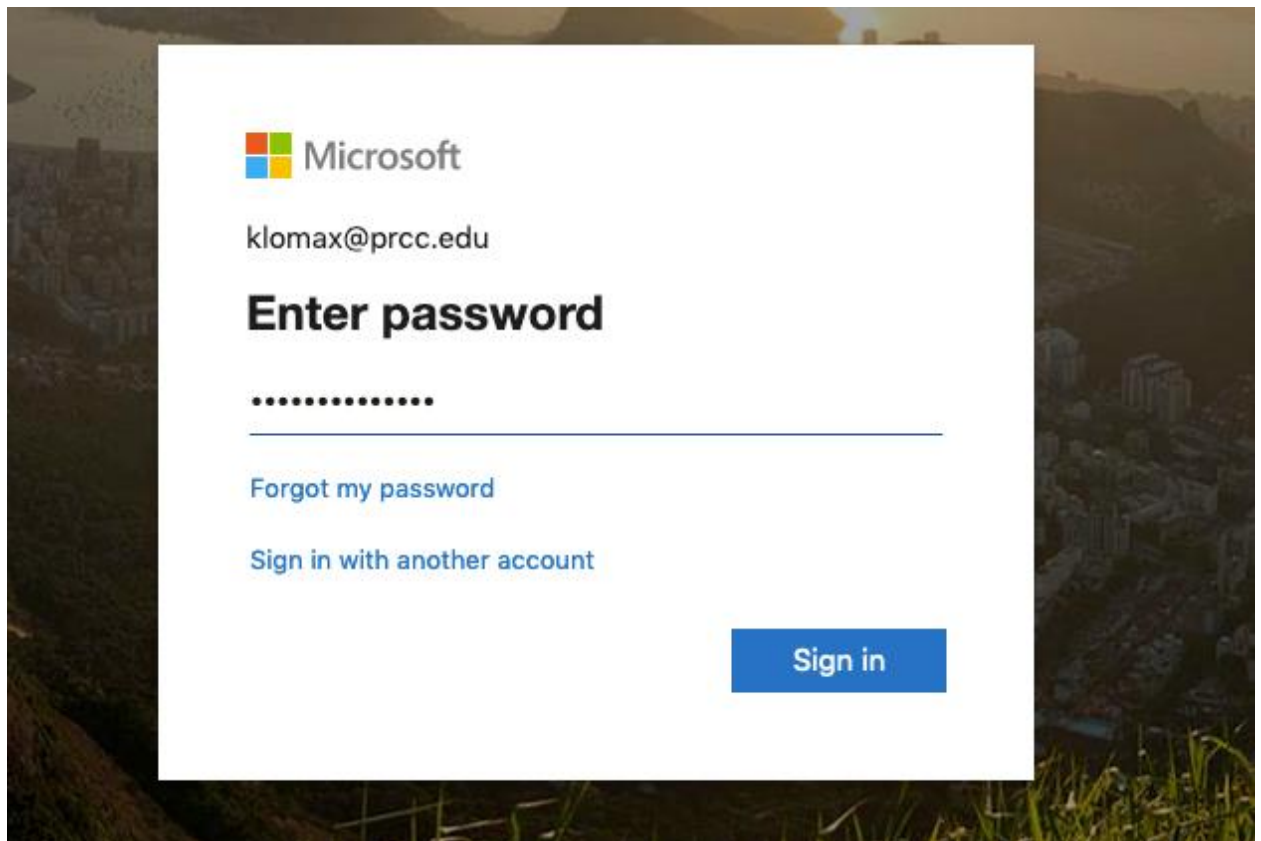 Microsoft
klomax@prcc.edu
Enter password
••••••••••••••
Forgot my password
Sign in with another account
Sign in